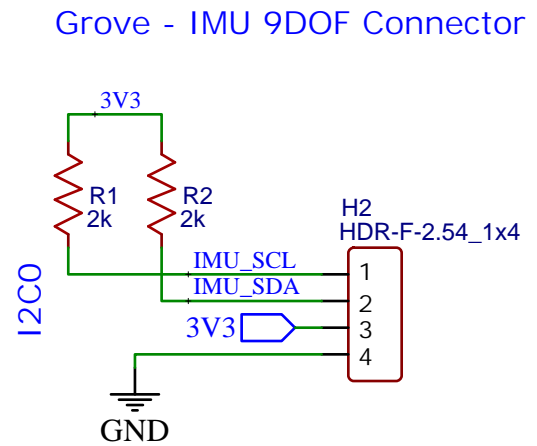 Grove - IMU 9DOF Connector
3V3
R1
2k
R2
2k
H2
HDR-F-2.54_1x4
I2C0
IMU_SCL
1
IMU_SDA
2
3V3
3
4
GND